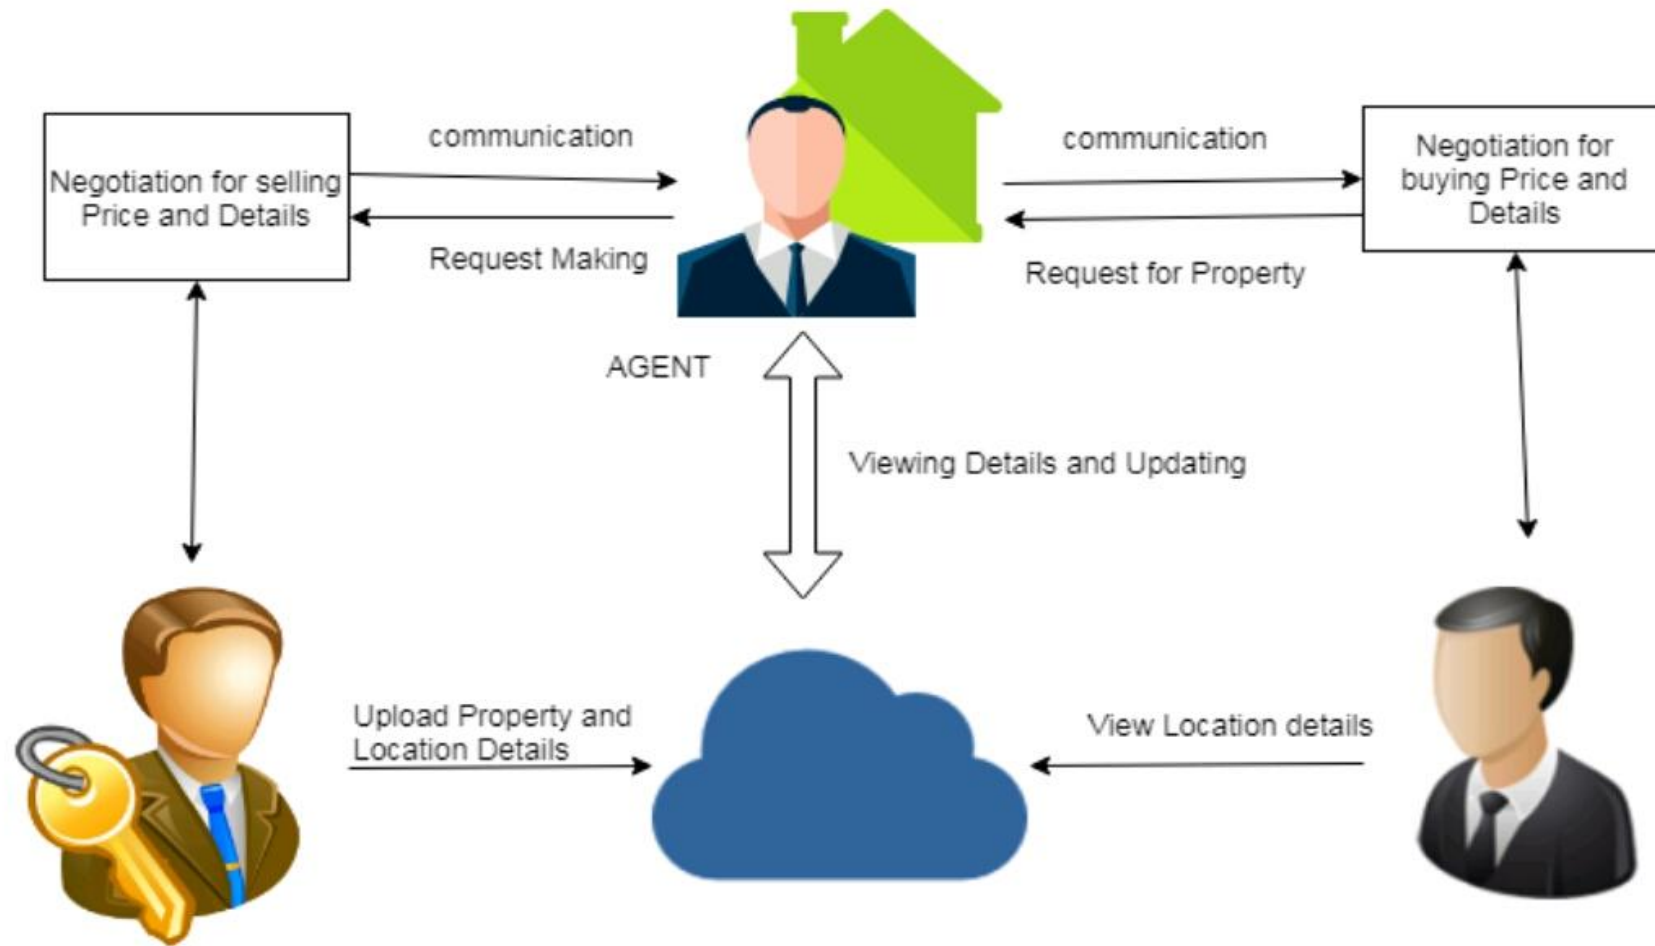 communication
communication
Negotiation for selling
Price and Details
Negotiation for
buying Price and
Details
Request Making
Request for Property
AGENT
Viewing Details and Updating
Upload Property and
Location Details
View Location details